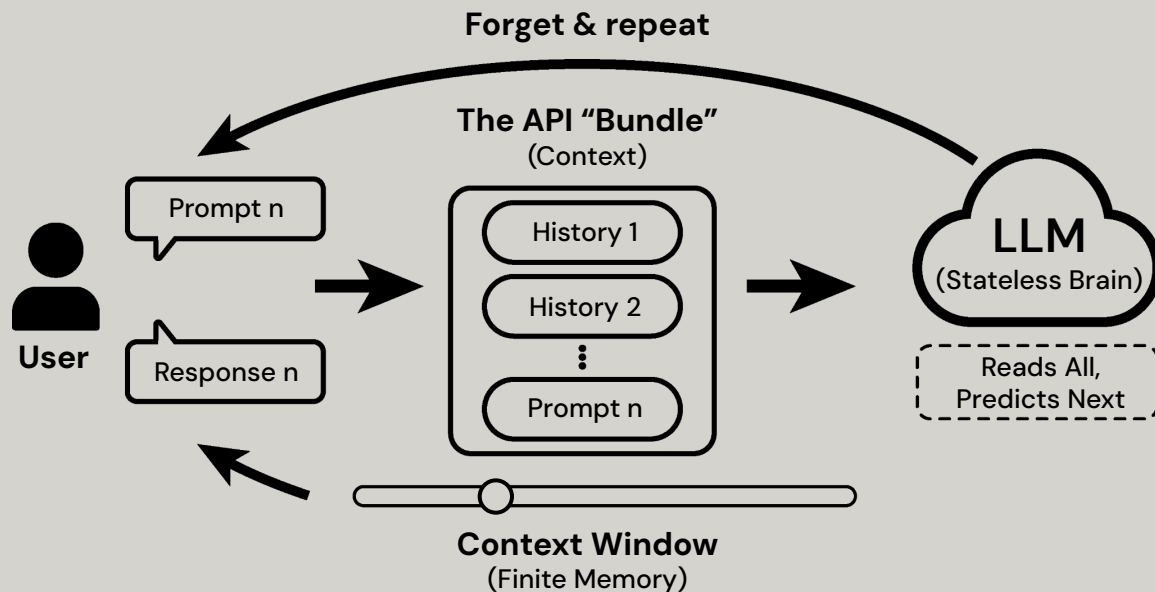 Forget & repeat
The API “Bundle”
(Context)
Prompt n
User
Response n
History 1
History 2
Prompt n
LLM
(Stateless Brain)
Reads All,
Predicts Next
Context Window
(Finite Memory)